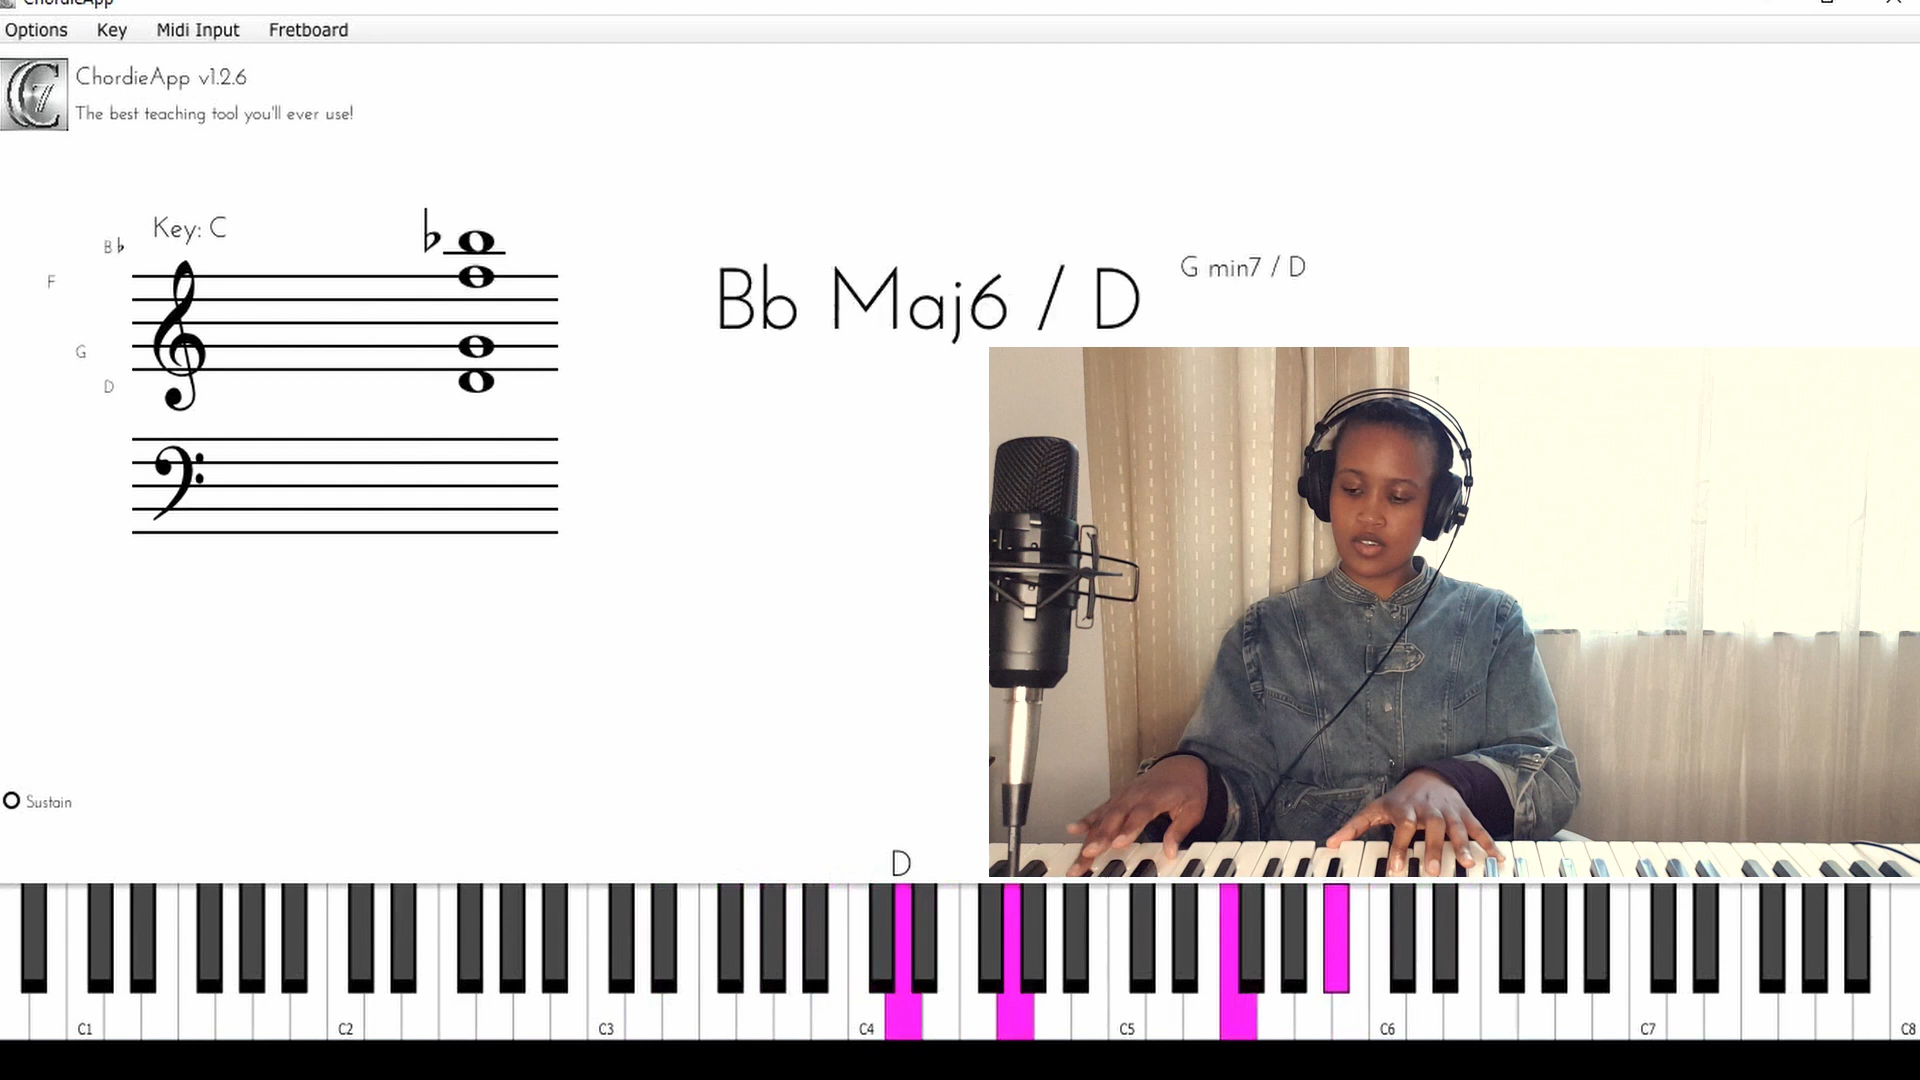 ChordieApp
Options Key Midi Input Fretboard
ChordieApp v1.2.6
The best teaching tool you'll ever use!
Key: C
B♭
F
G
D
Bb Maj6 / D
G min7 / D
Sustain
D
C1 C2 C3 C4 C5 C6 C7 C8